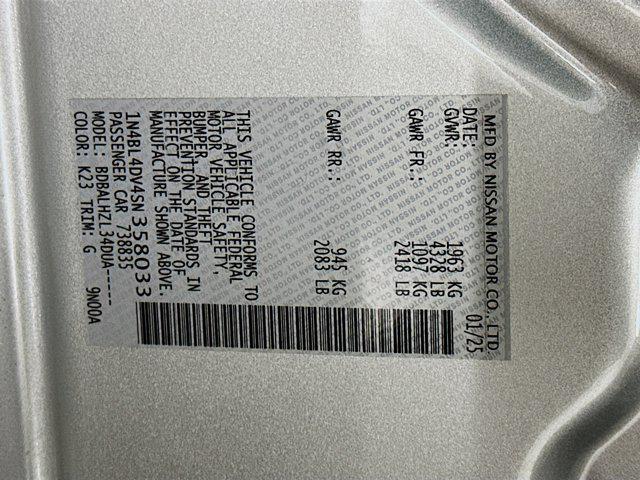 MFD BY NISSAN MOTOR CO., LTD
DATE: 01/25
GVWR: 1963 KG
4328 LB
GAWR FR.: 1097 KG
2418 LB
GAWR RR.: 945 KG
2083 LB
THIS VEHICLE CONFORMS TO
ALL APPLICABLE FEDERAL
MOTOR VEHICLE SAFETY,
BUMPER, AND THEFT
PREVENTION STANDARDS IN
EFFECT ON THE DATE OF
MANUFACTURE SHOWN ABOVE.
1N4BL4DV4SN358033
PASSENGER CAR 738835
MODEL: BDBALHZL34DUA-----
COLOR: K23 TRIM: G 9N00A